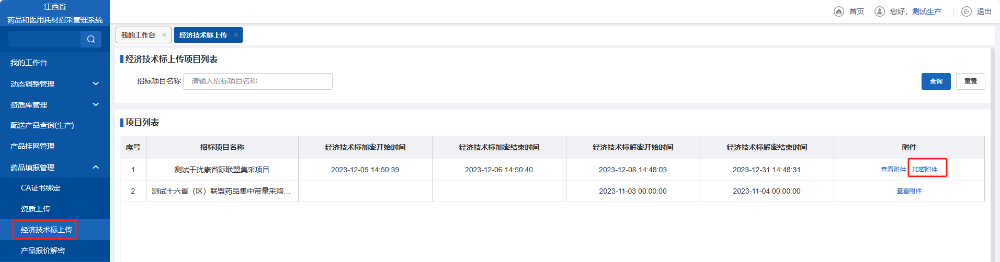 江西省
药品和医用耗材招采管理系统
首页
您好，测试生产
退出
我的工作台
经济技术标上传
我的工作台
动态调整管理
资质库管理
配送产品查询(生产)
产品挂网管理
药品填报管理
CA证书绑定
资质上传
经济技术标上传
产品报价解密
经济技术标上传项目列表
招标项目名称 请输入招标项目名称 查询 重置
项目列表
序号 招标项目名称 经济技术标加密开始时间 经济技术标加密结束时间 经济技术标解密开始时间 经济技术标解密结束时间 附件
1 测试干扰素省际联盟集采项目 2023-12-05 14:50:39 2023-12-06 14:50:40 2023-12-08 14:48:03 2023-12-31 14:48:31 查看附件 加密附件
2 测试十六省（区）联盟药品集中带量采购... 2023-11-03 00:00:00 2023-11-04 00:00:00 查看附件